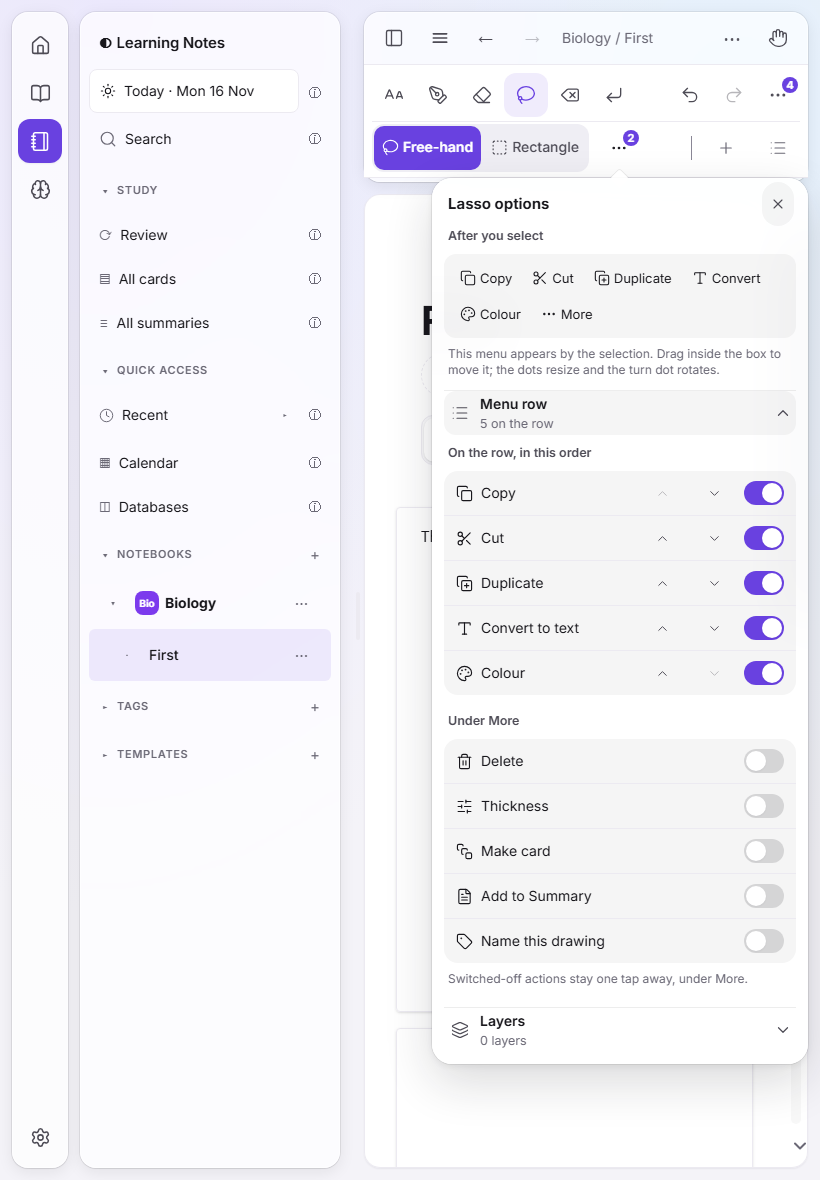 Learning Notes
Today · Mon 16 Nov
Search
STUDY
Review
All cards
All summaries
QUICK ACCESS
Recent
Calendar
Databases
NOTEBOOKS
Bio Biology
First
TAGS
TEMPLATES
Biology / First
AA
4
Free-hand Rectangle 2
Lasso options
After you select
Copy Cut Duplicate Convert
Colour More
This menu appears by the selection. Drag inside the box to
move it; the dots resize and the turn dot rotates.
Menu row
5 on the row
On the row, in this order
Copy
Cut
Duplicate
Convert to text
Colour
Under More
Delete
Thickness
Make card
Add to Summary
Name this drawing
Switched-off actions stay one tap away, under More.
Layers
0 layers